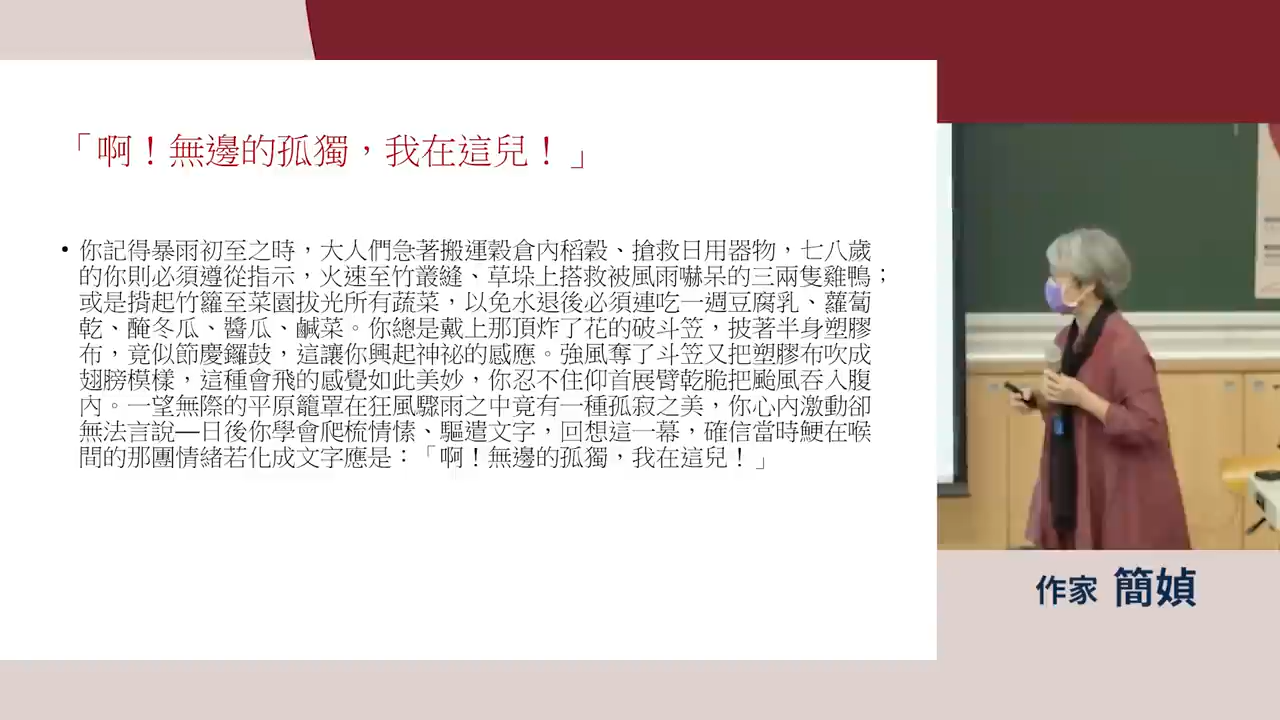 「啊！無邊的孤獨，我在這兒！」
• 你記得暴雨初至之時，大人們急著搬運穀倉內稻穀、搶救日用器物，七八歲
的你則必須遵從指示，火速至竹叢縫、草垛上搭救被風雨嚇呆的三兩隻雞鴨；
或是揹起竹籮至菜園拔光所有蔬菜，以免水退後必須連吃一週豆腐乳、蘿蔔
乾、醃冬瓜、醬瓜、鹹菜。你總是戴上那頂炸了花的破斗笠，披著半身塑膠
布，竟似節慶鑼鼓，這讓你興起神祕的感應。強風奪了斗笠又把塑膠布吹成
翅膀模樣，這種會飛的感覺如此美妙，你忍不住仰首展臂乾脆把颱風吞入腹
內。一望無際的平原籠罩在狂風驟雨之中竟有一種孤寂之美，你心內激動卻
無法言說—日後你學會爬梳情愫、驅遣文字，回想這一幕，確信當時鯁在喉
間的那團情緒若化成文字應是：「啊！無邊的孤獨，我在這兒！」
作家 簡媜